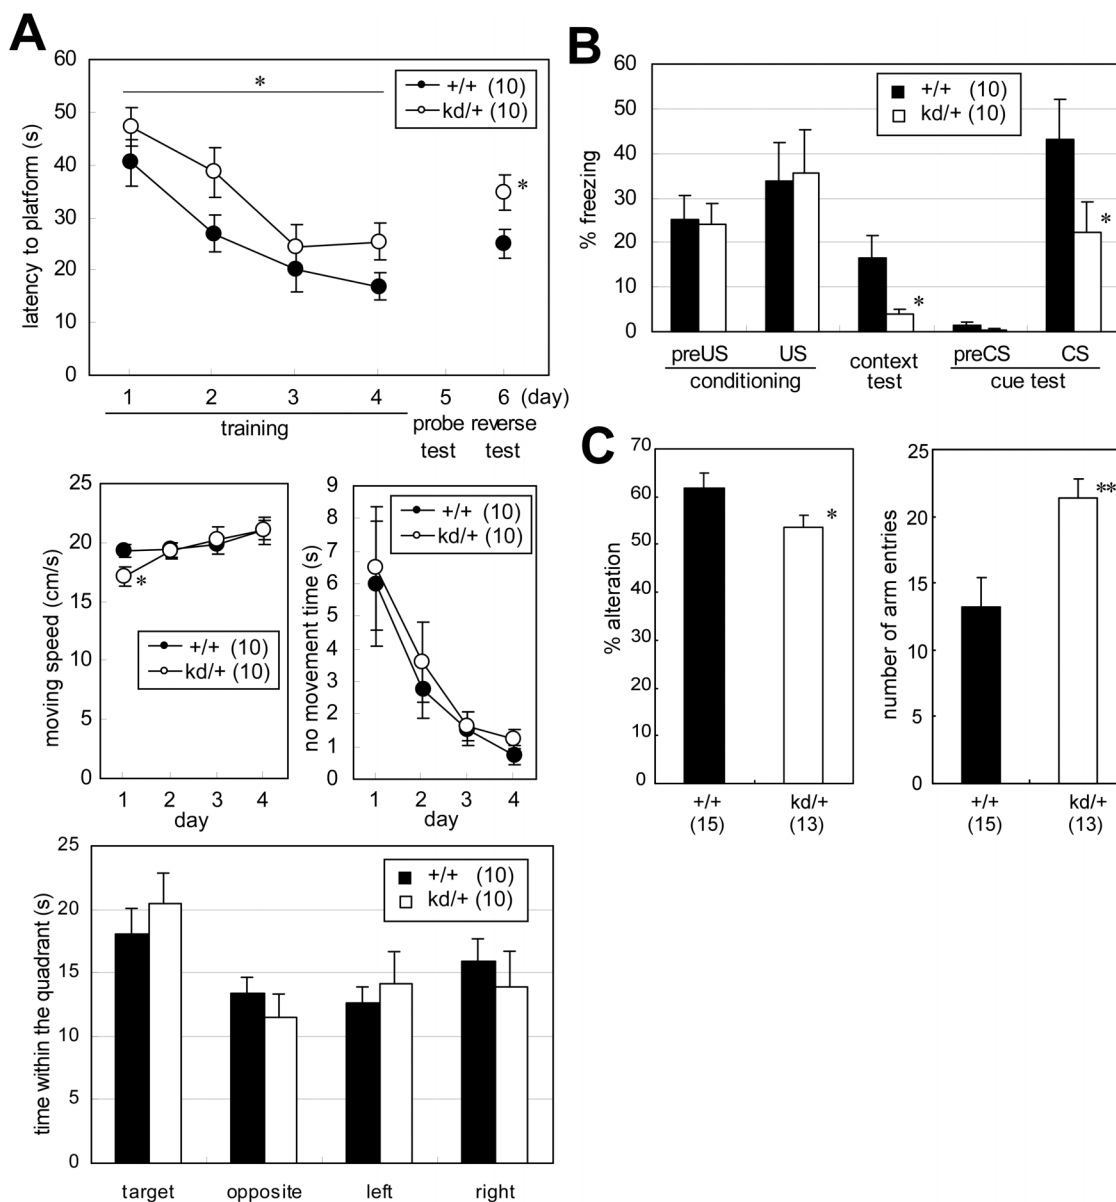 A
60
50
40
30
20
10
0
latency to platform (s)
*
+/+ (10)
kd/+ (10)
*
1 2 3 4 5 6 (day)
training
probe reverse
test test
25
20
15
10
5
0
moving speed (cm/s)
*
+/+ (10)
kd/+ (10)
1 2 3 4
day
9
8
7
6
5
4
3
2
1
0
no movement time (s)
+/+ (10)
kd/+ (10)
1 2 3 4
day
25
20
15
10
5
0
time within the quadrant (s)
+/+ (10)
kd/+ (10)
target opposite left right
B
60
50
40
30
20
10
0
% freezing
+/+ (10)
kd/+ (10)
*
*
preUS US context preCS CS
conditioning test cue test
C
70
60
50
40
30
20
10
0
% alteration
*
+/+ kd/+
(15) (13)
25
20
15
10
5
0
number of arm entries
**
+/+ kd/+
(15) (13)